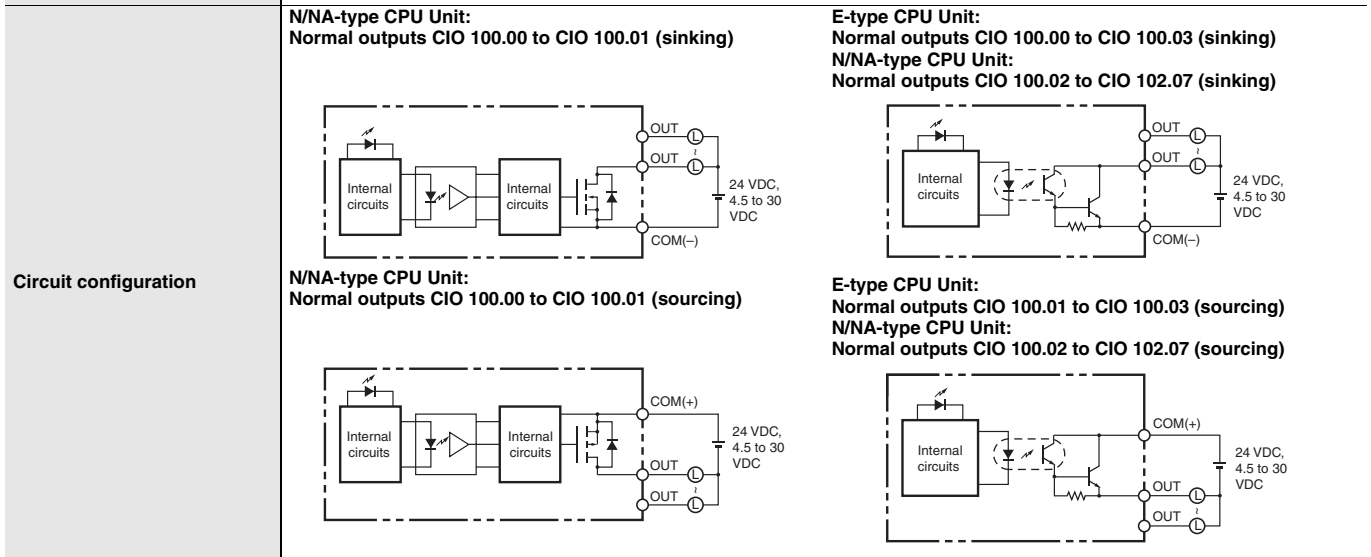 Circuit configuration
N/NA-type CPU Unit:
Normal outputs CIO 100.00 to CIO 100.01 (sinking)
Internal
circuits
Internal
circuits
OUT
L
~
OUT
L
24 VDC,
4.5 to 30
VDC
COM(–)
E-type CPU Unit:
Normal outputs CIO 100.00 to CIO 100.03 (sinking)
N/NA-type CPU Unit:
Normal outputs CIO 100.02 to CIO 102.07 (sinking)
Internal
circuits
OUT
L
~
OUT
L
24 VDC,
4.5 to 30
VDC
COM(–)
N/NA-type CPU Unit:
Normal outputs CIO 100.00 to CIO 100.01 (sourcing)
Internal
circuits
Internal
circuits
COM(+)
24 VDC,
4.5 to 30
VDC
OUT
L
~
OUT
L
E-type CPU Unit:
Normal outputs CIO 100.01 to CIO 100.03 (sourcing)
N/NA-type CPU Unit:
Normal outputs CIO 100.02 to CIO 102.07 (sourcing)
Internal
circuits
COM(+)
24 VDC,
4.5 to 30
VDC
OUT
L
~
OUT
L